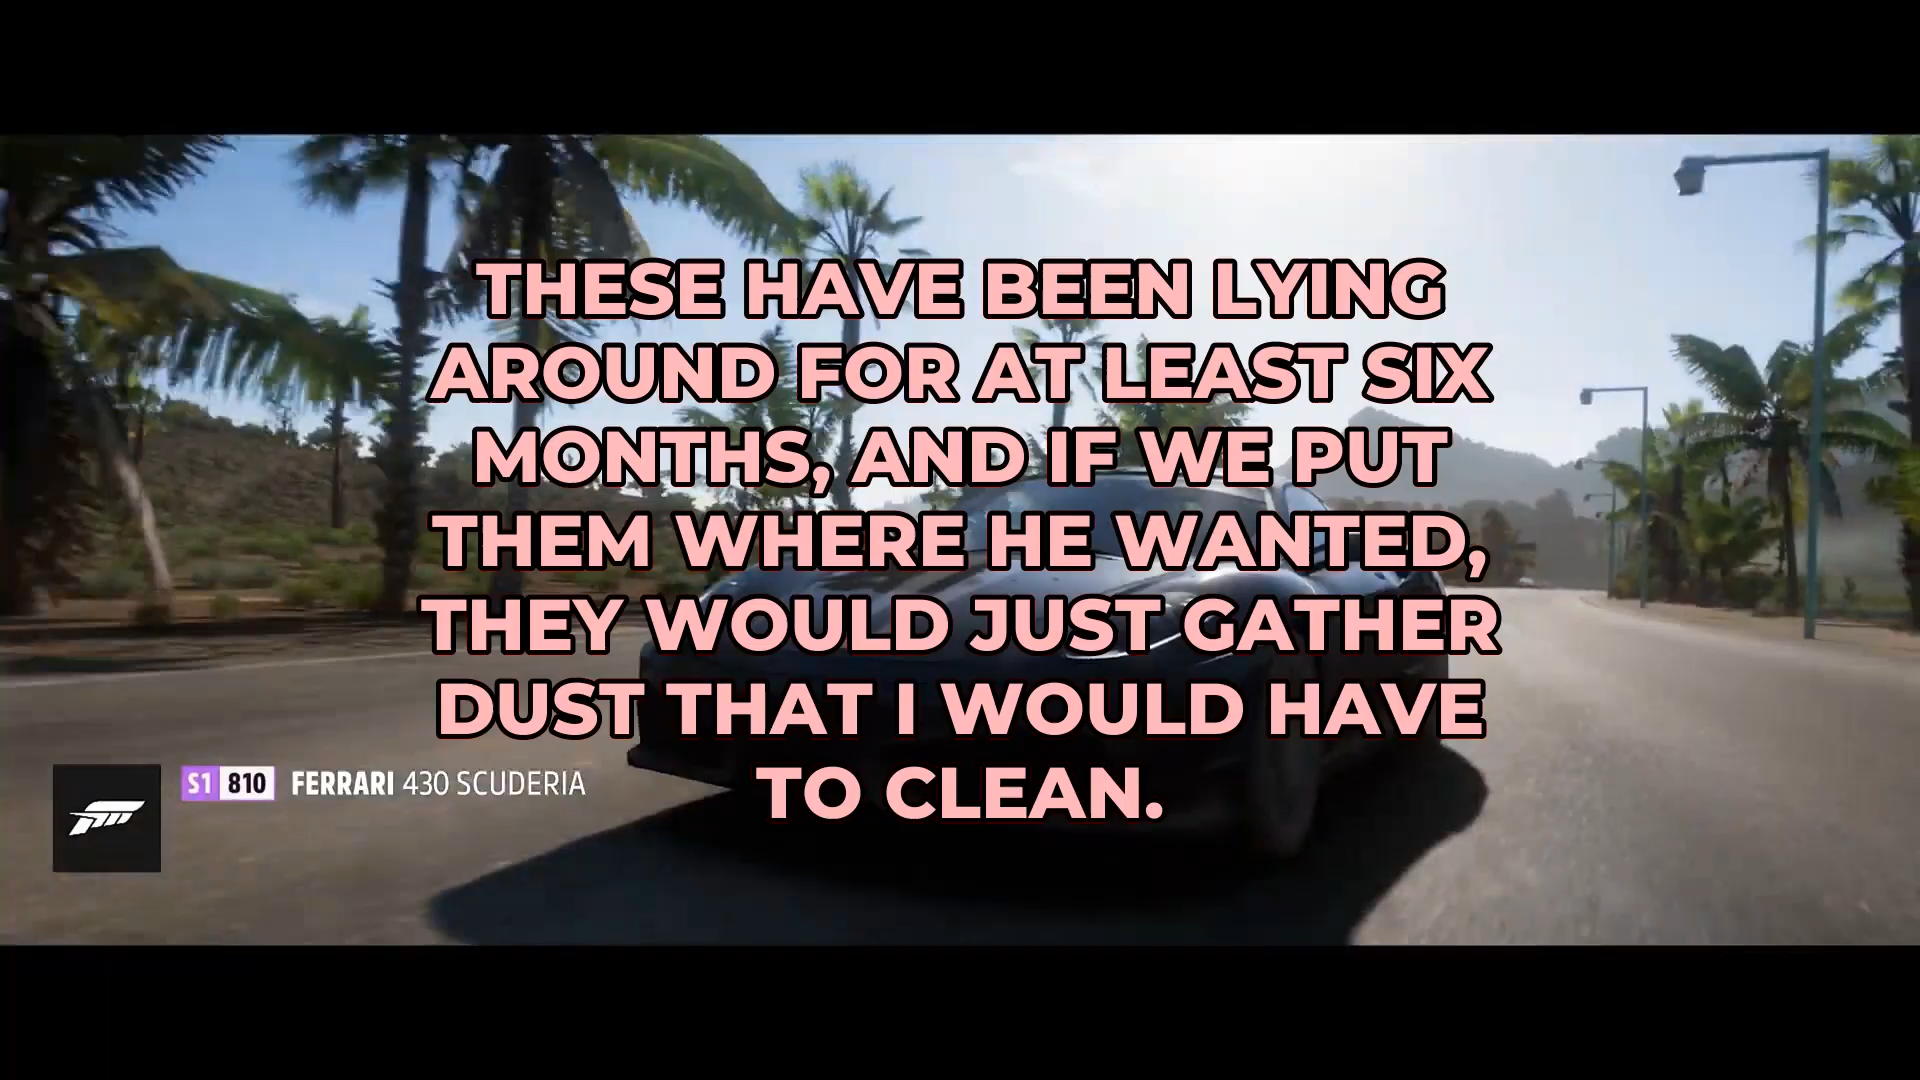 THESE HAVE BEEN LYING
AROUND FOR AT LEAST SIX
MONTHS, AND IF WE PUT
THEM WHERE HE WANTED,
THEY WOULD JUST GATHER
DUST THAT I WOULD HAVE
TO CLEAN.
S1 810 FERRARI 430 SCUDERIA